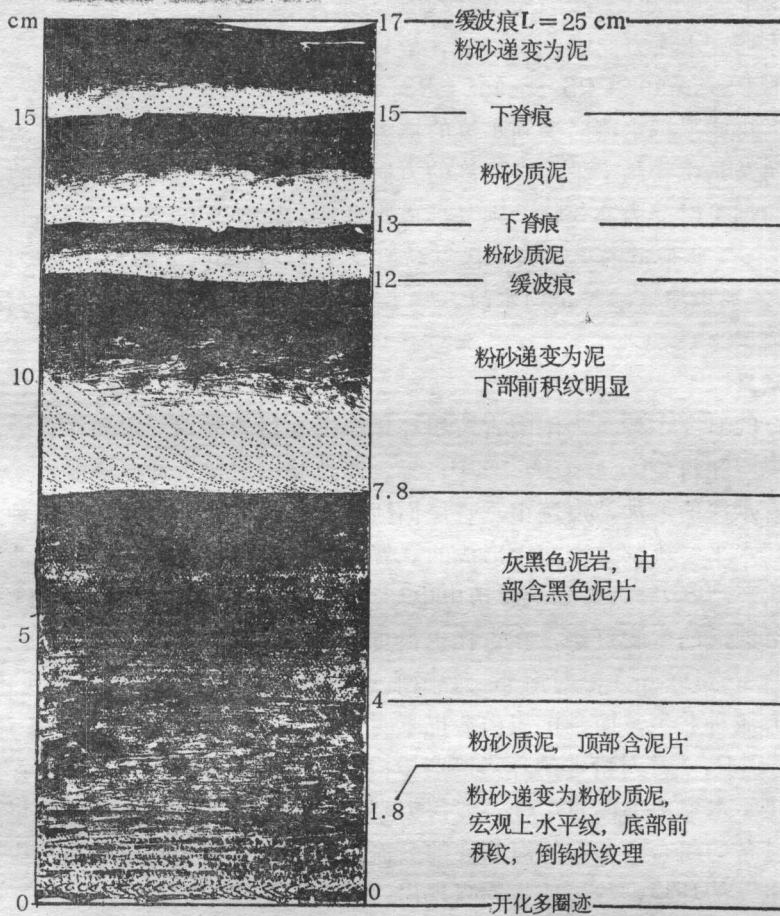 cm
17
缓波痕L=25 cm
粉砂递变为泥
15
15
下脊痕
粉砂质泥
13
下脊痕
粉砂质泥
12
缓波痕
粉砂递变为泥
下部前积纹明显
10
7.8
灰黑色泥岩, 中
部含黑色泥片
5
4
粉砂质泥, 顶部含泥片
1.8
粉砂递变为粉砂质泥,
宏观上水平纹, 底部前
积纹, 倒钩状纹理
0
0
开化多圈迹